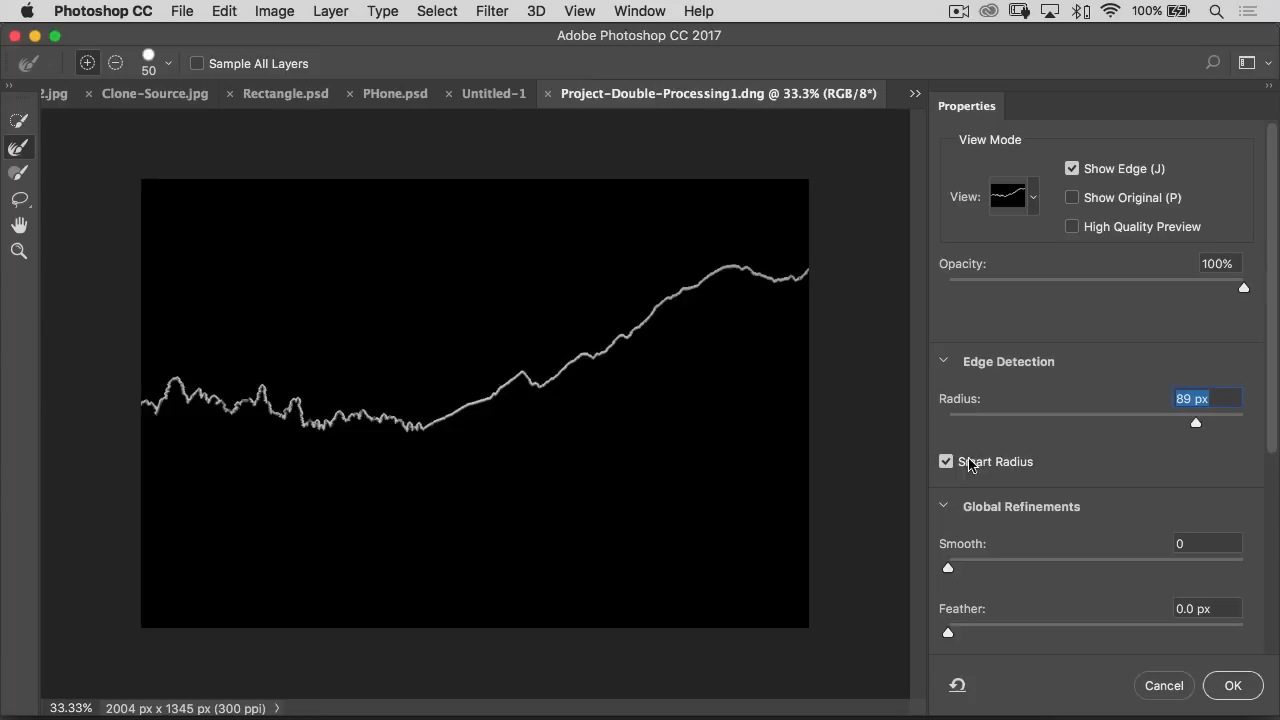 Photoshop CC File Edit Image Layer Type Select Filter 3D View Window Help 100%
Adobe Photoshop CC 2017
50 Sample All Layers
2.jpg × Clone-Source.jpg × Rectangle.psd × PHone.psd × Untitled-1 × Project-Double-Processing1.dng @ 33.3% (RGB/8*) >>
Properties
View Mode
Show Edge (J)
View:
Show Original (P)
High Quality Preview
Opacity: 100%
Edge Detection
Radius: 89 px
Smart Radius
Global Refinements
Smooth: 0
Feather: 0.0 px
Cancel OK
33.33% 2004 px x 1345 px (300 ppi) >